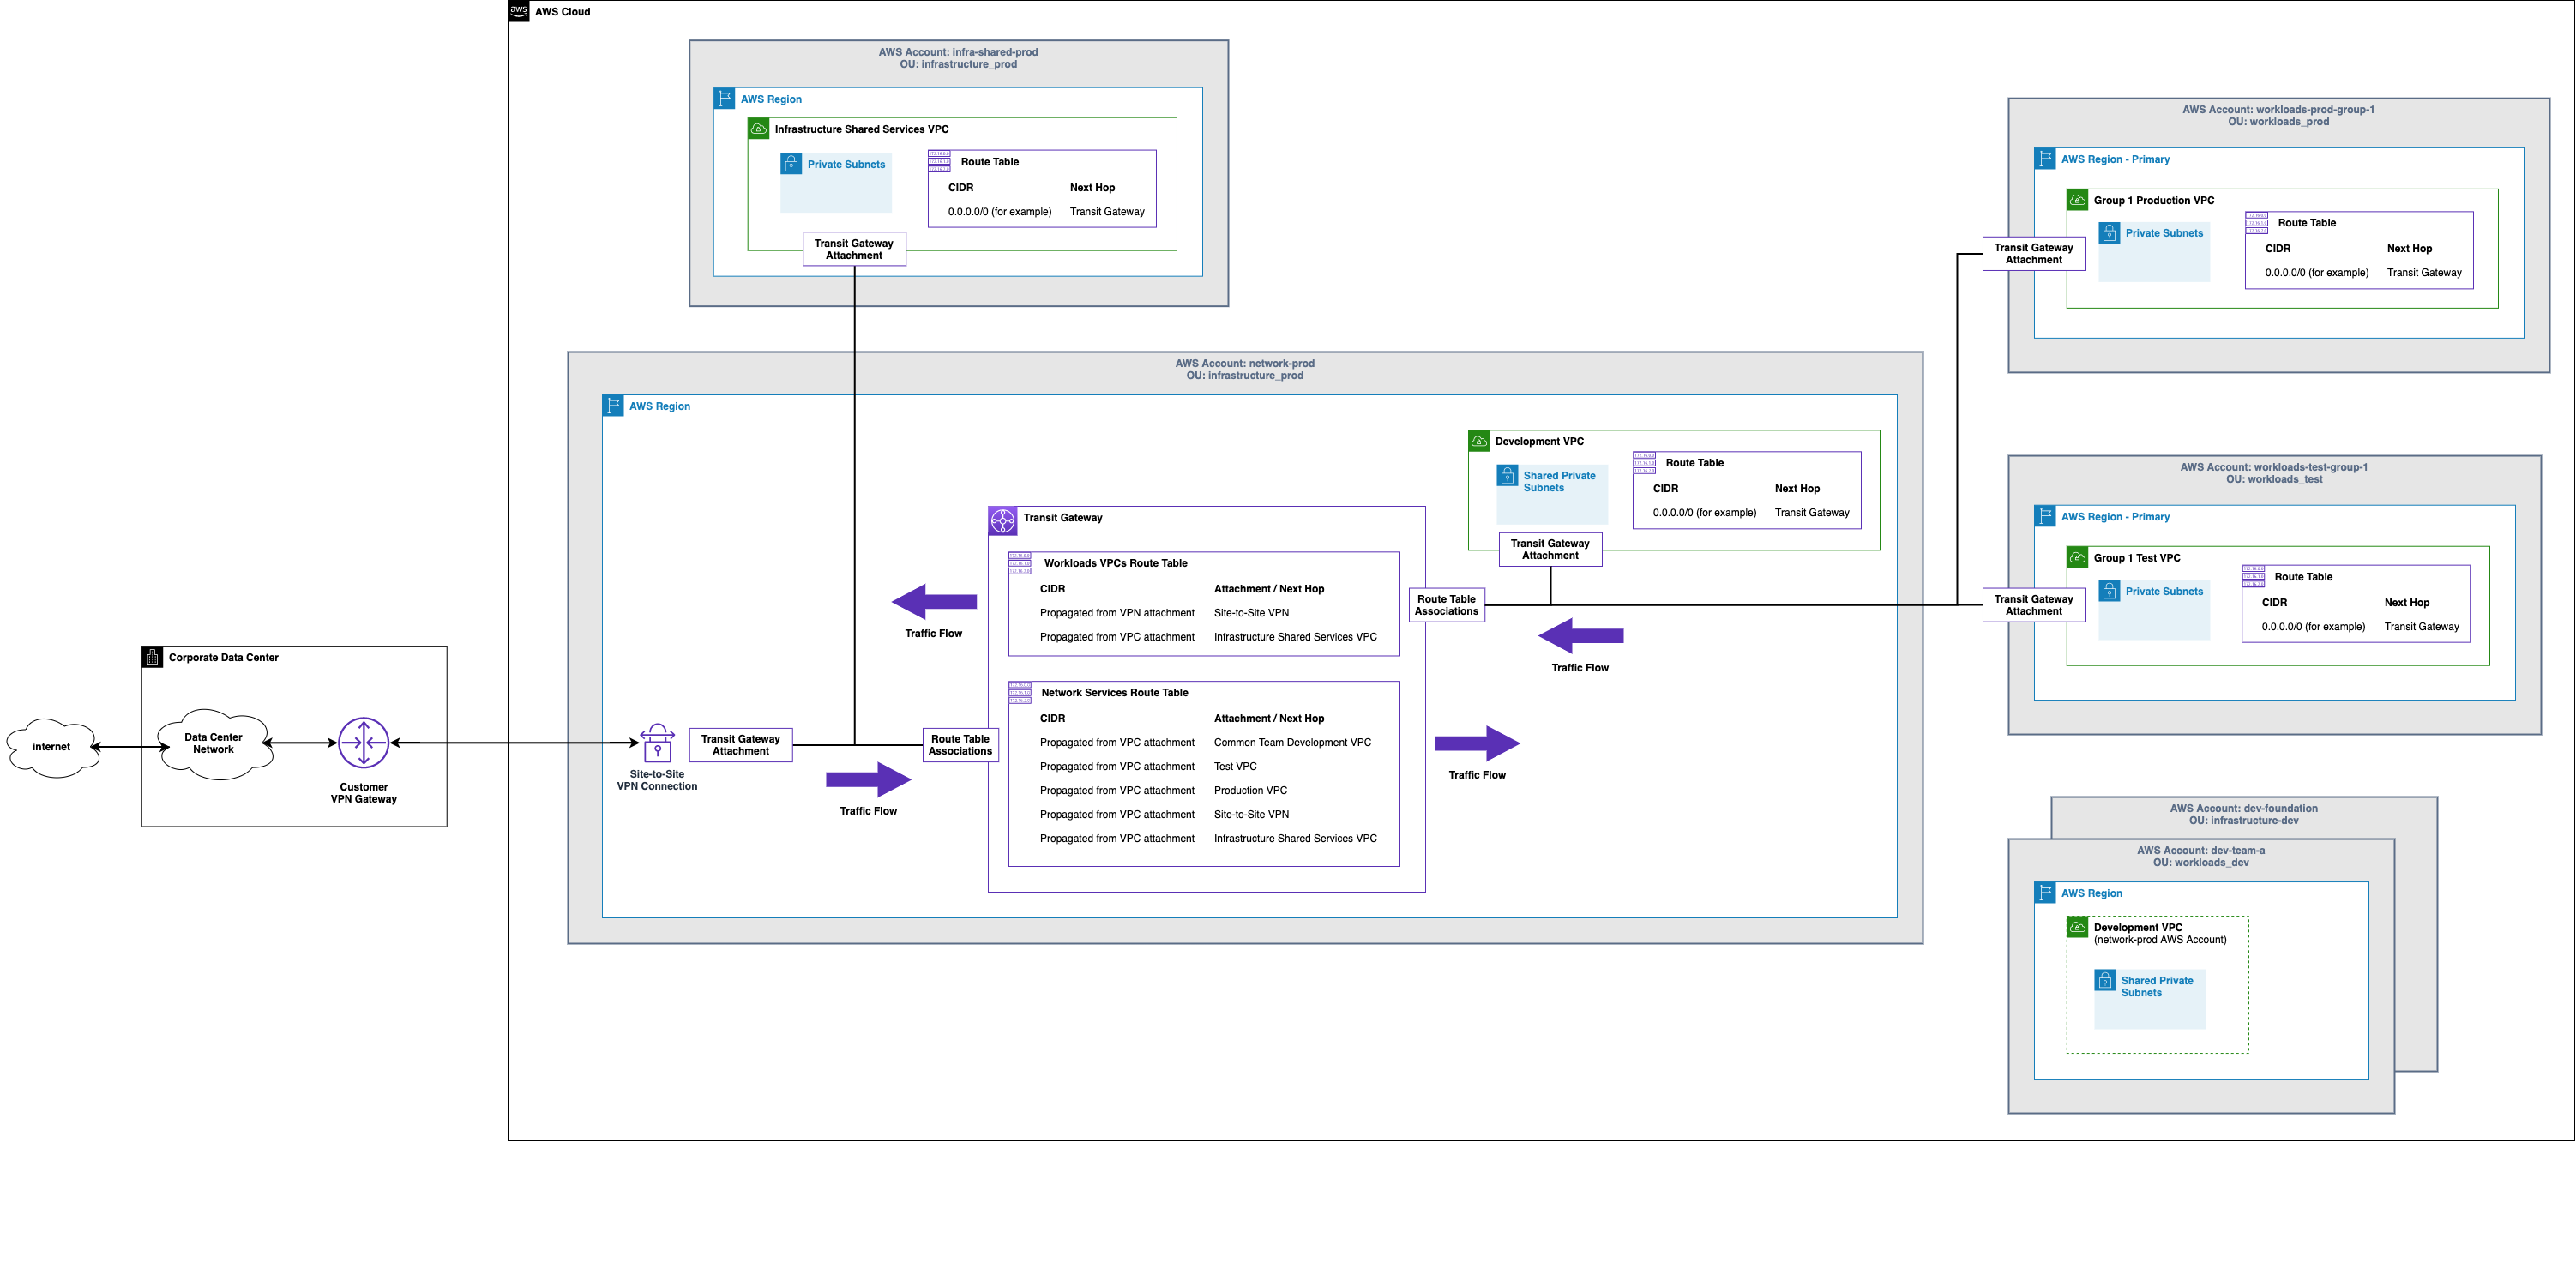 AWS Cloud
AWS Account: infra-shared-prod
OU: infrastructure_prod
AWS Region
Infrastructure Shared Services VPC
Private Subnets
Route Table
CIDR Next Hop
0.0.0.0/0 (for example) Transit Gateway
Transit Gateway
Attachment
AWS Account: workloads-prod-group-1
OU: workloads_prod
AWS Region - Primary
Group 1 Production VPC
Private Subnets
Route Table
CIDR Next Hop
0.0.0.0/0 (for example) Transit Gateway
Transit Gateway
Attachment
AWS Account: network-prod
OU: infrastructure_prod
AWS Region
Development VPC
Shared Private
Subnets
Route Table
CIDR Next Hop
0.0.0.0/0 (for example) Transit Gateway
Transit Gateway
Attachment
Transit Gateway
Workloads VPCs Route Table
CIDR Attachment / Next Hop
Propagated from VPN attachment Site-to-Site VPN
Propagated from VPC attachment Infrastructure Shared Services VPC
Traffic Flow
Route Table
Associations
Traffic Flow
Network Services Route Table
CIDR Attachment / Next Hop
Propagated from VPC attachment Common Team Development VPC
Propagated from VPC attachment Test VPC
Propagated from VPC attachment Production VPC
Propagated from VPC attachment Site-to-Site VPN
Propagated from VPC attachment Infrastructure Shared Services VPC
Traffic Flow
Corporate Data Center
internet
Data Center
Network
Customer
VPN Gateway
Site-to-Site
VPN Connection
Transit Gateway
Attachment
Route Table
Associations
Traffic Flow
AWS Account: workloads-test-group-1
OU: workloads_test
AWS Region - Primary
Group 1 Test VPC
Private Subnets
Route Table
CIDR Next Hop
0.0.0.0/0 (for example) Transit Gateway
Transit Gateway
Attachment
AWS Account: dev-foundation
OU: infrastructure-dev
AWS Account: dev-team-a
OU: workloads_dev
AWS Region
Development VPC
(network-prod AWS Account)
Shared Private
Subnets
aws